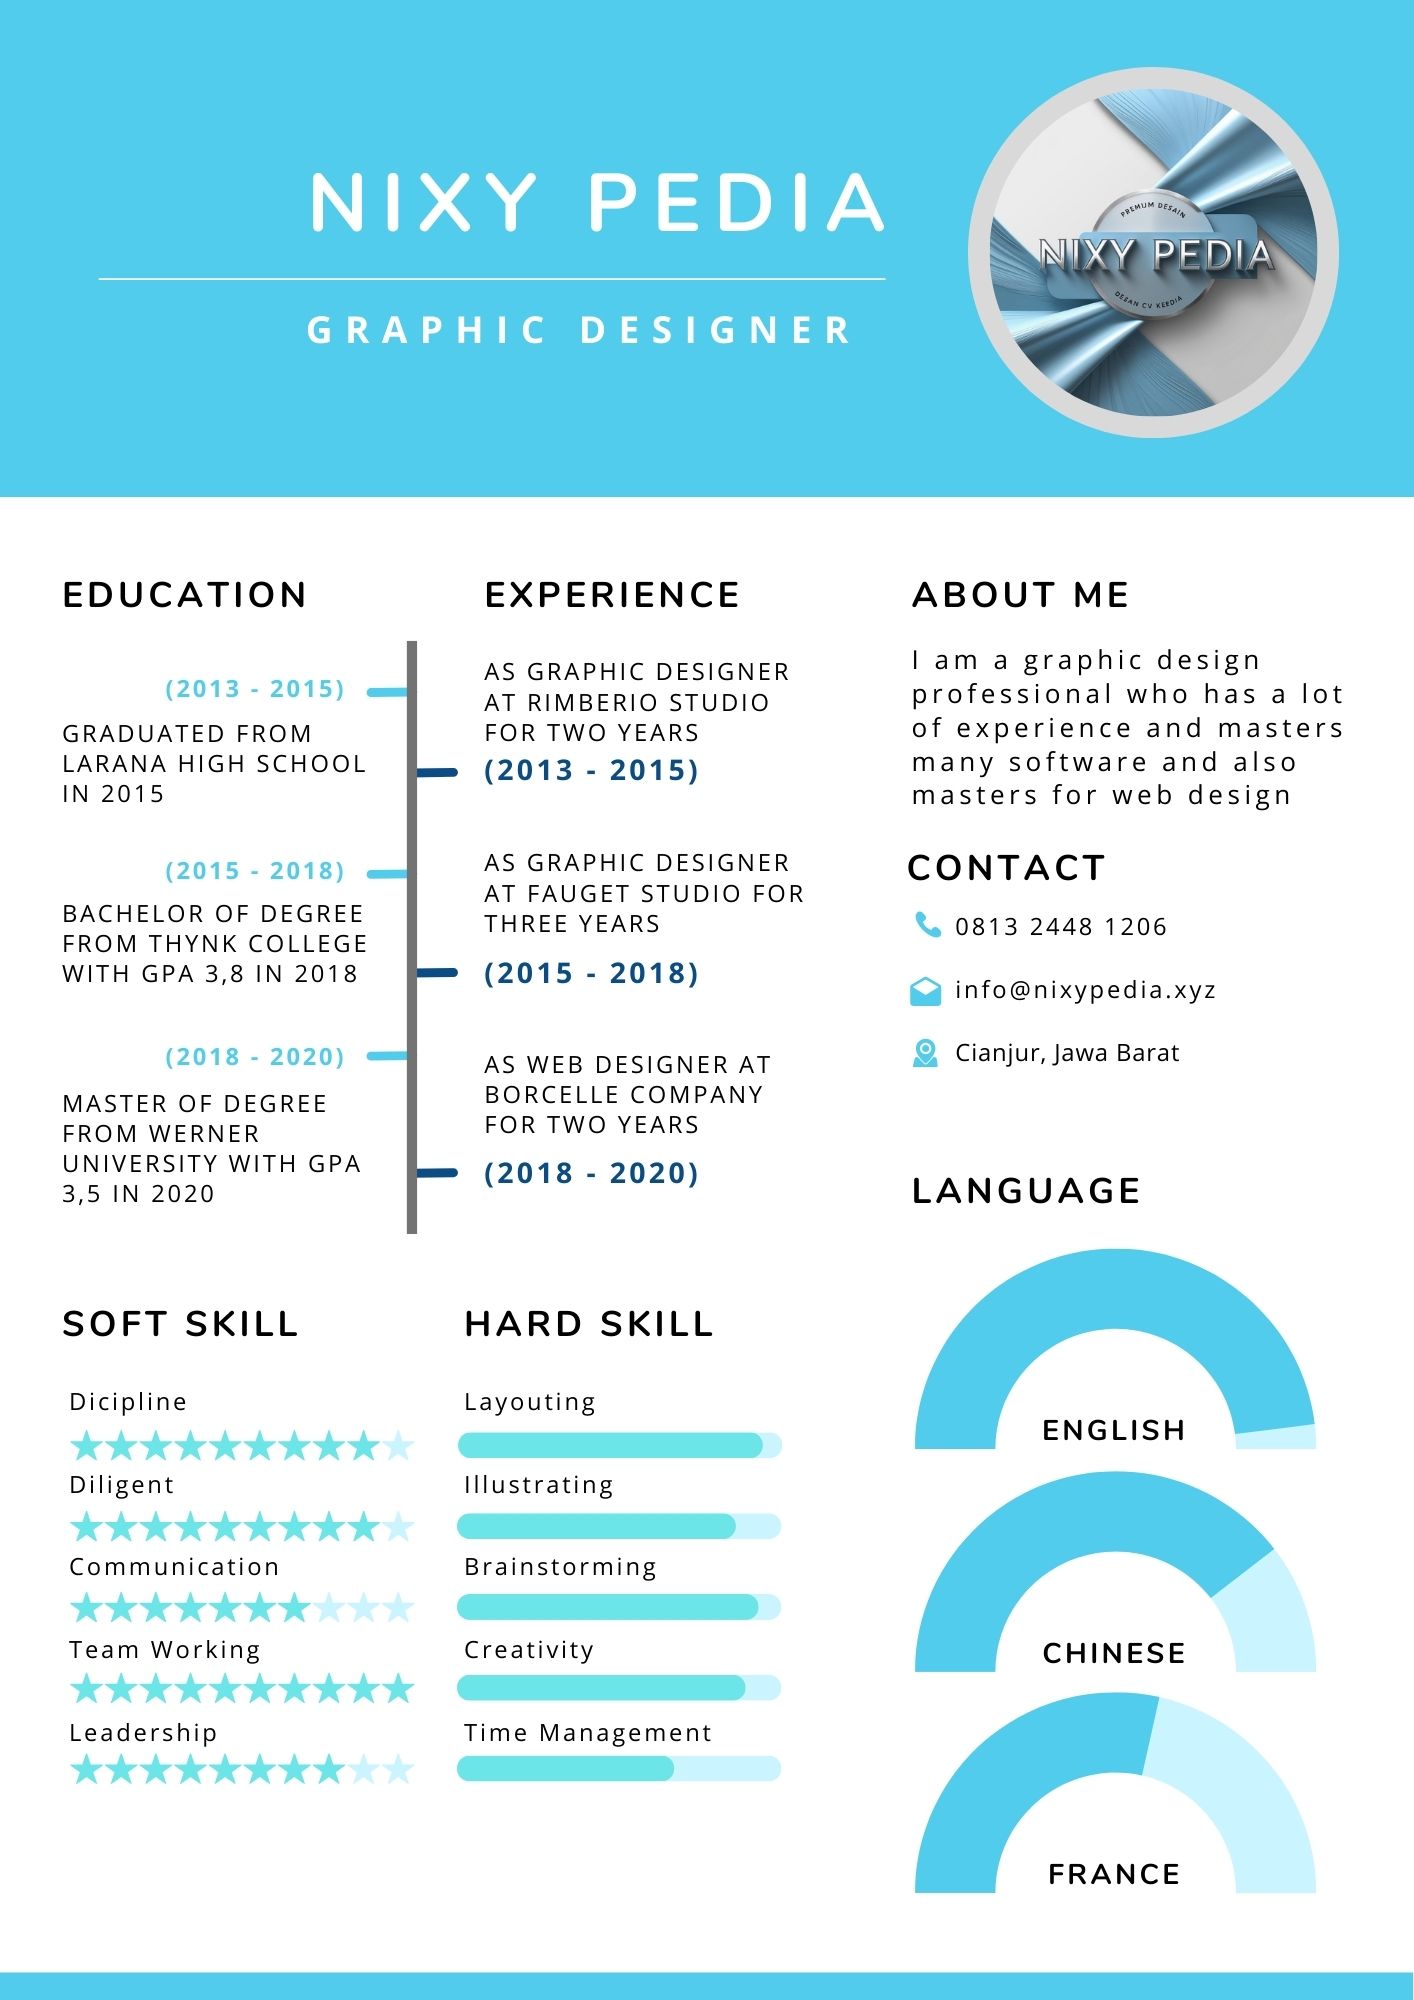 NIXY PEDIA
GRAPHIC DESIGNER
PREMIUM DESAIN
NIXY PEDIA
DESAN CV KEEDIA
EDUCATION
(2013 - 2015)
GRADUATED FROM
LARANA HIGH SCHOOL
IN 2015
(2015 - 2018)
BACHELOR OF DEGREE
FROM THYNK COLLEGE
WITH GPA 3,8 IN 2018
(2018 - 2020)
MASTER OF DEGREE
FROM WERNER
UNIVERSITY WITH GPA
3,5 IN 2020
EXPERIENCE
AS GRAPHIC DESIGNER
AT RIMBERIO STUDIO
FOR TWO YEARS
(2013 - 2015)
AS GRAPHIC DESIGNER
AT FAUGET STUDIO FOR
THREE YEARS
(2015 - 2018)
AS WEB DESIGNER AT
BORCELLE COMPANY
FOR TWO YEARS
(2018 - 2020)
ABOUT ME
I am a graphic design
professional who has a lot
of experience and masters
many software and also
masters for web design
CONTACT
0813 2448 1206
info@nixypedia.xyz
Cianjur, Jawa Barat
SOFT SKILL
Dicipline
Diligent
Communication
Team Working
Leadership
HARD SKILL
Layouting
Illustrating
Brainstorming
Creativity
Time Management
LANGUAGE
ENGLISH
CHINESE
FRANCE